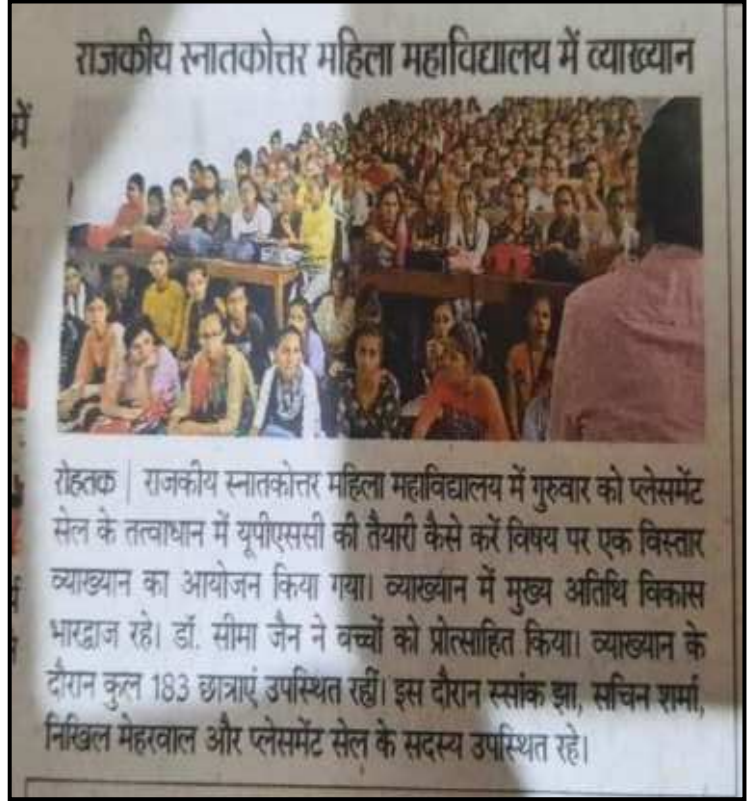 राजकीय स्नातकोत्तर महिला महाविद्यालय में व्याख्यान
में
र
रोहतक | राजकीय स्नातकोत्तर महिला महाविद्यालय में गुरुवार को प्लेसमेंट
सेल के तत्वाधान में यूपीएससी की तैयारी कैसे करें विषय पर एक विस्तार
व्याख्यान का आयोजन किया गया। व्याख्यान में मुख्य अतिथि विकास
भारद्वाज रहे। डॉ. सीमा जैन ने बच्चों को प्रोत्साहित किया। व्याख्यान के
दौरान कुल 183 छात्राएं उपस्थित रहीं। इस दौरान स्सांक झा, सचिन शर्मा,
निखिल मेहरवाल और प्लेसमेंट सेल के सदस्य उपस्थित रहे।